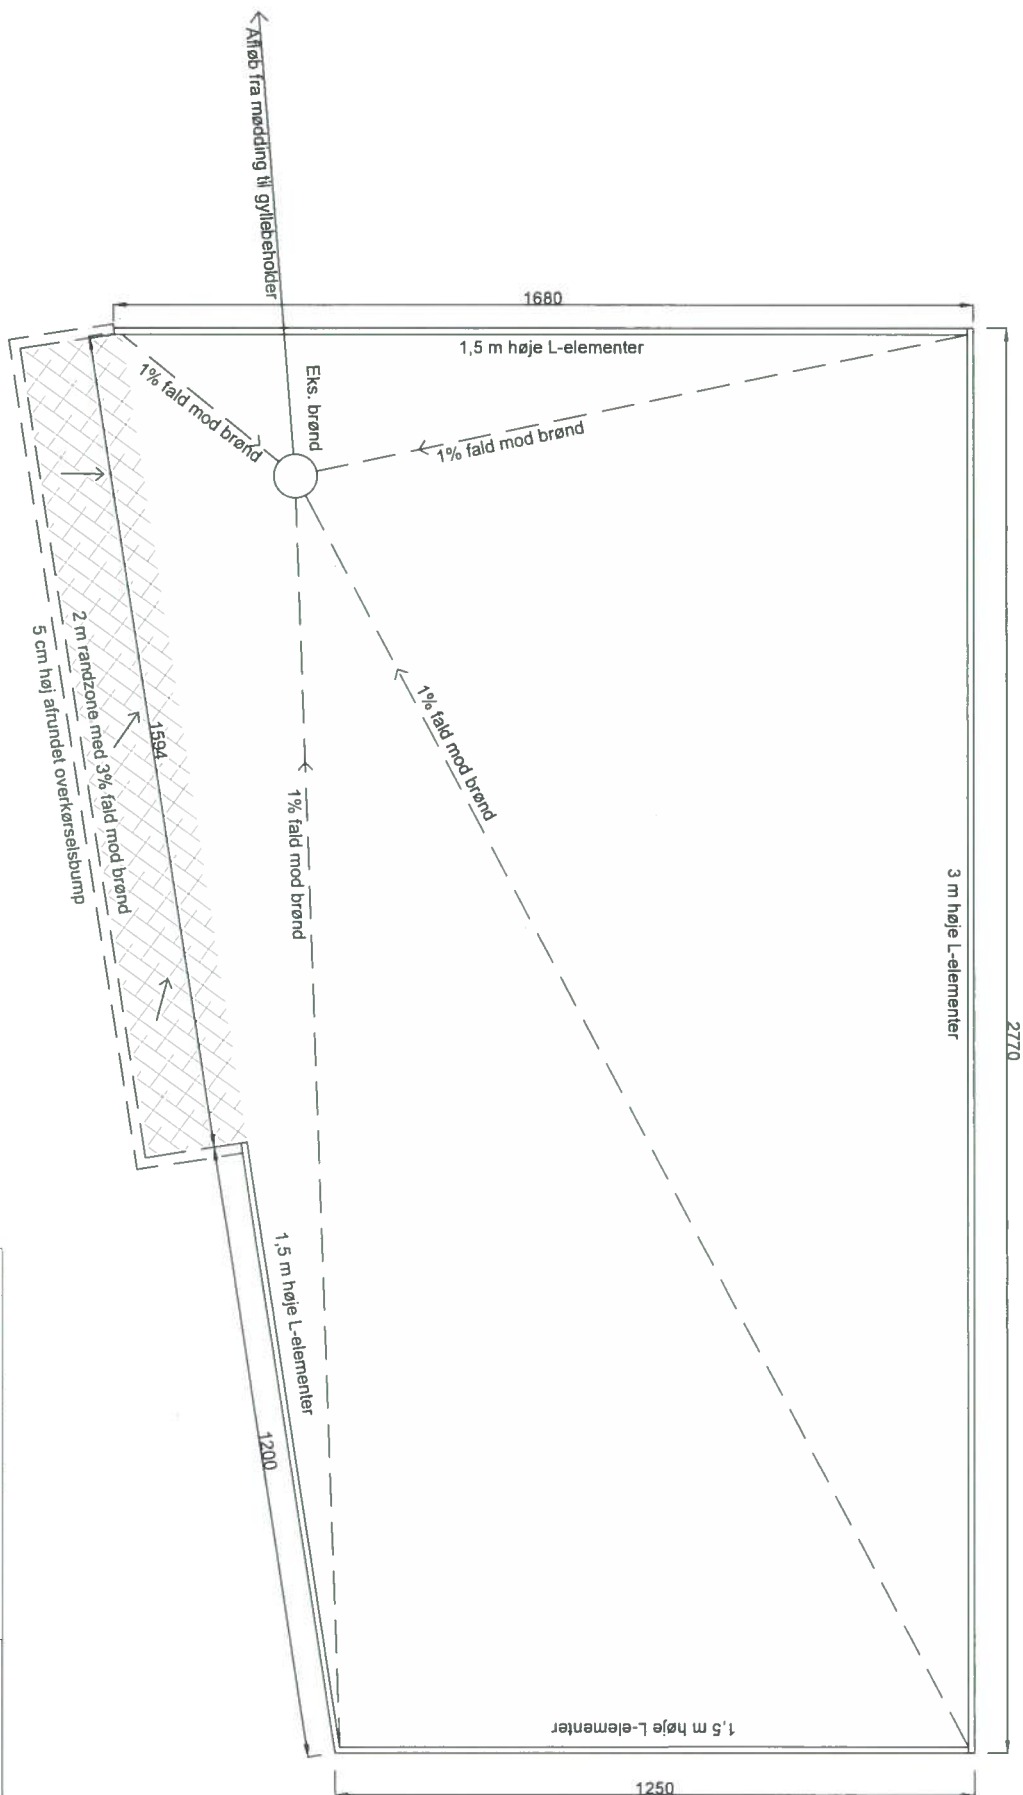 Afløb fra mødding til gyllebeholder
1680
1,5 m høje L-elementer
Eks. brønd
1% fald mod brønd
1% fald mod brønd
1% fald mod brønd
1% fald mod brønd
2 m randzone med 3% fald mod brønd
5 cm høj afrundet overkørselsbump
1594
3 m høje L-elementer
2770
1,5 m høje L-elementer
1200
1,5 m høje L-elementer
1250